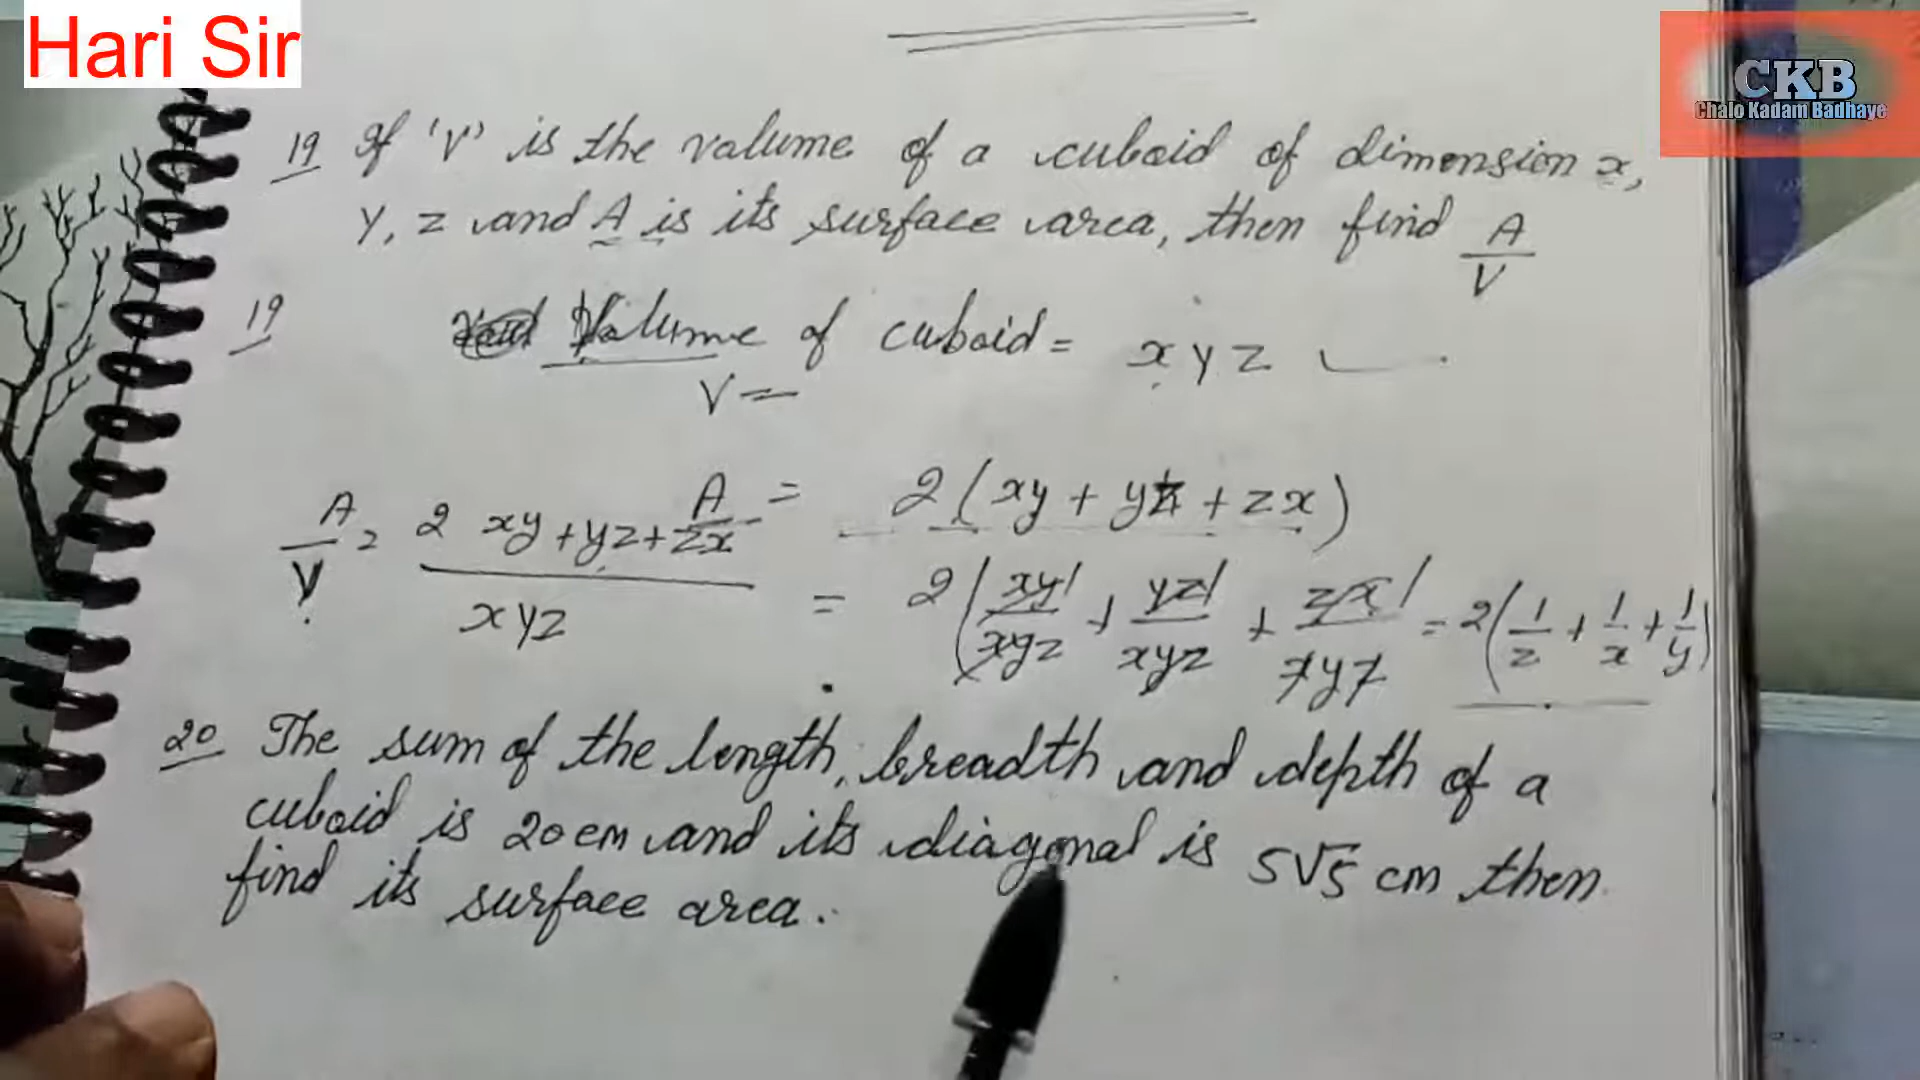 Hari Sir
CKB
Chalo Kadam Badhaye
19 If 'V' is the valume of a cuboid of dimension x,
Y, z and A is its surface area, then find A/V
19 Valume of cuboid = x y z
V =
A = 2 (xy + yz + zx)
A/V = 2 xy + yz + zx / xyz = 2 (xy/xyz + yz/xyz + zx/xyz) = 2 (1/z + 1/x + 1/y)
20 The sum of the length, breadth and depth of a
cuboid is 20 cm and its diagonal is 5√5 cm then
find its surface area.